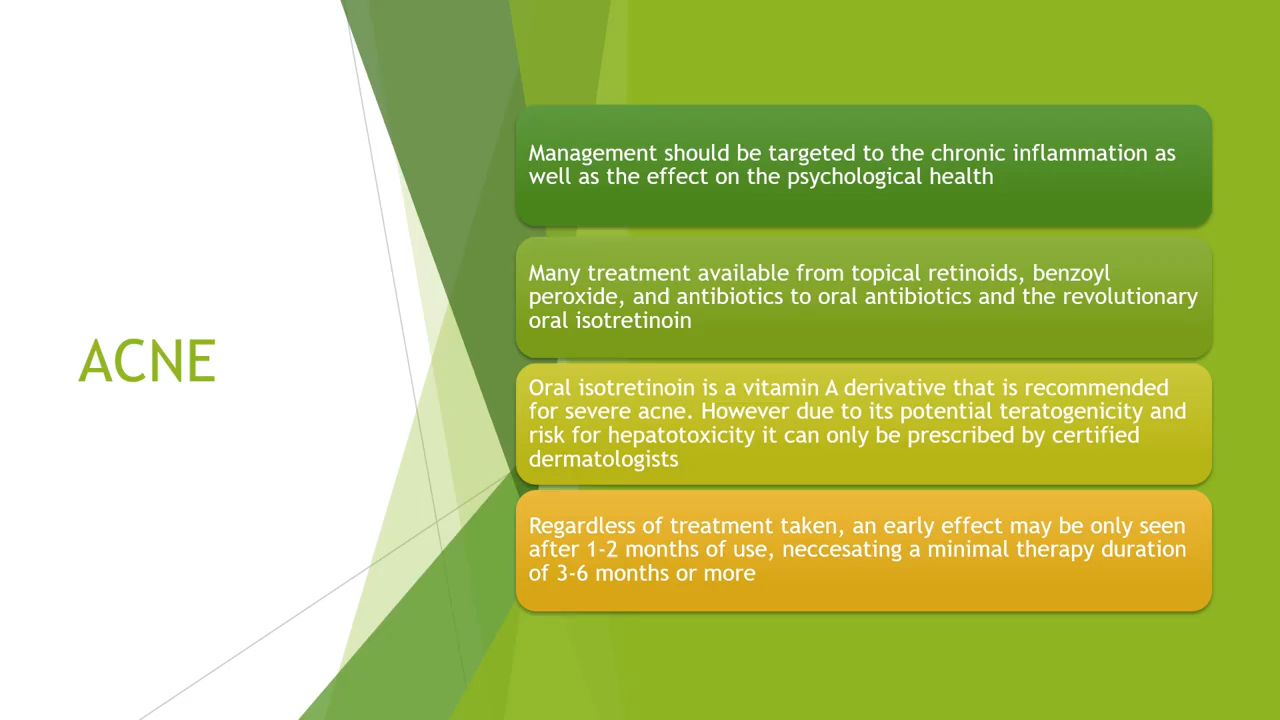 ACNE
Management should be targeted to the chronic inflammation as
well as the effect on the psychological health
Many treatment available from topical retinoids, benzoyl
peroxide, and antibiotics to oral antibiotics and the revolutionary
oral isotretinoin
Oral isotretinoin is a vitamin A derivative that is recommended
for severe acne. However due to its potential teratogenicity and
risk for hepatotoxicity it can only be prescribed by certified
dermatologists
Regardless of treatment taken, an early effect may be only seen
after 1-2 months of use, neccesating a minimal therapy duration
of 3-6 months or more